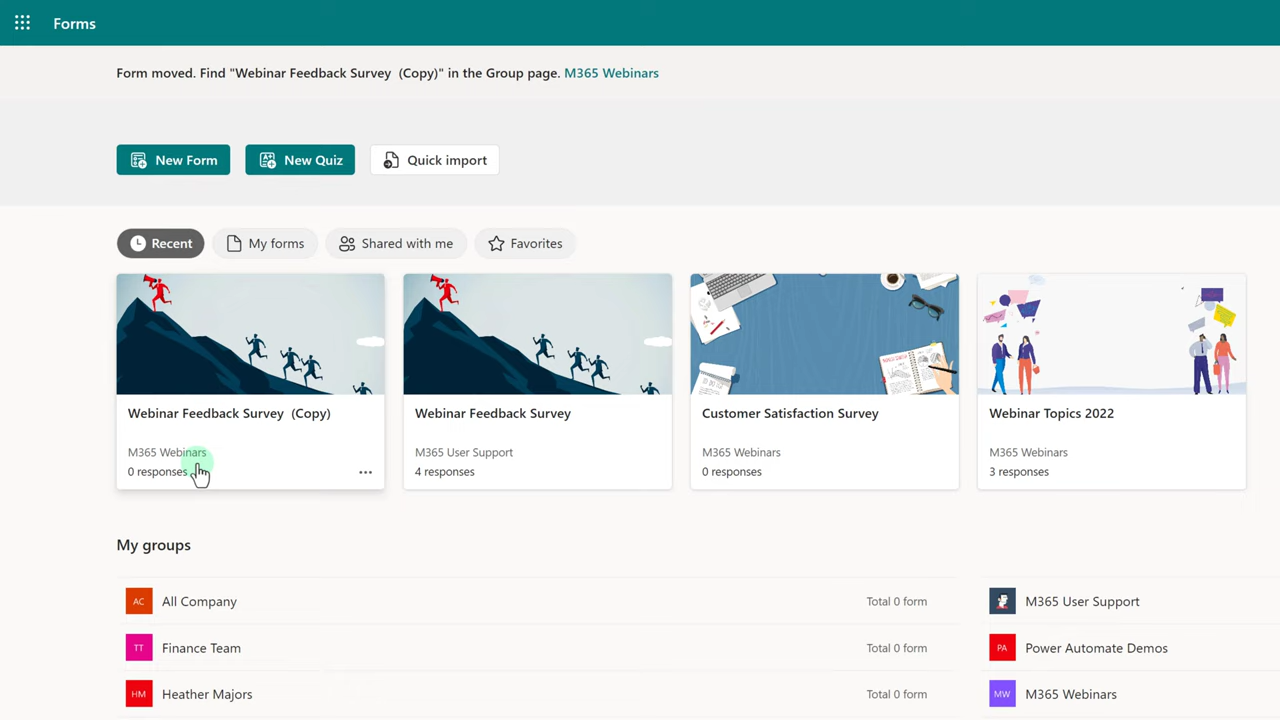 Forms
Form moved. Find "Webinar Feedback Survey (Copy)" in the Group page. M365 Webinars
New Form
New Quiz
Quick import
Recent
My forms
Shared with me
Favorites
Webinar Feedback Survey (Copy)
M365 Webinars
0 responses
Webinar Feedback Survey
M365 User Support
4 responses
Customer Satisfaction Survey
M365 Webinars
0 responses
Webinar Topics 2022
M365 Webinars
3 responses
My groups
AC All Company Total 0 form
M365 User Support
TT Finance Team Total 0 form
PA Power Automate Demos
HM Heather Majors Total 0 form
MW M365 Webinars